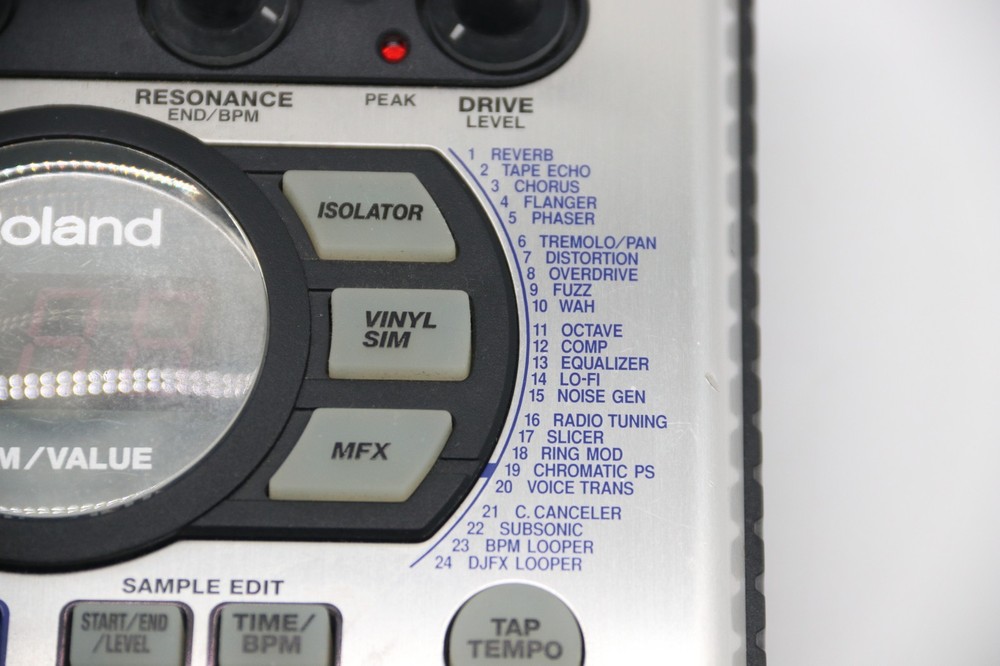 RESONANCE
END/BPM
PEAK
DRIVE
LEVEL
Roland
M/VALUE
ISOLATOR
VINYL
SIM
MFX
1 REVERB
2 TAPE ECHO
3 CHORUS
4 FLANGER
5 PHASER
6 TREMOLO/PAN
7 DISTORTION
8 OVERDRIVE
9 FUZZ
10 WAH
11 OCTAVE
12 COMP
13 EQUALIZER
14 LO-FI
15 NOISE GEN
16 RADIO TUNING
17 SLICER
18 RING MOD
19 CHROMATIC PS
20 VOICE TRANS
21 C.CANCELER
22 SUBSONIC
23 BPM LOOPER
24 DJFX LOOPER
SAMPLE EDIT
START/END
/LEVEL
TIME/
BPM
TAP
TEMPO